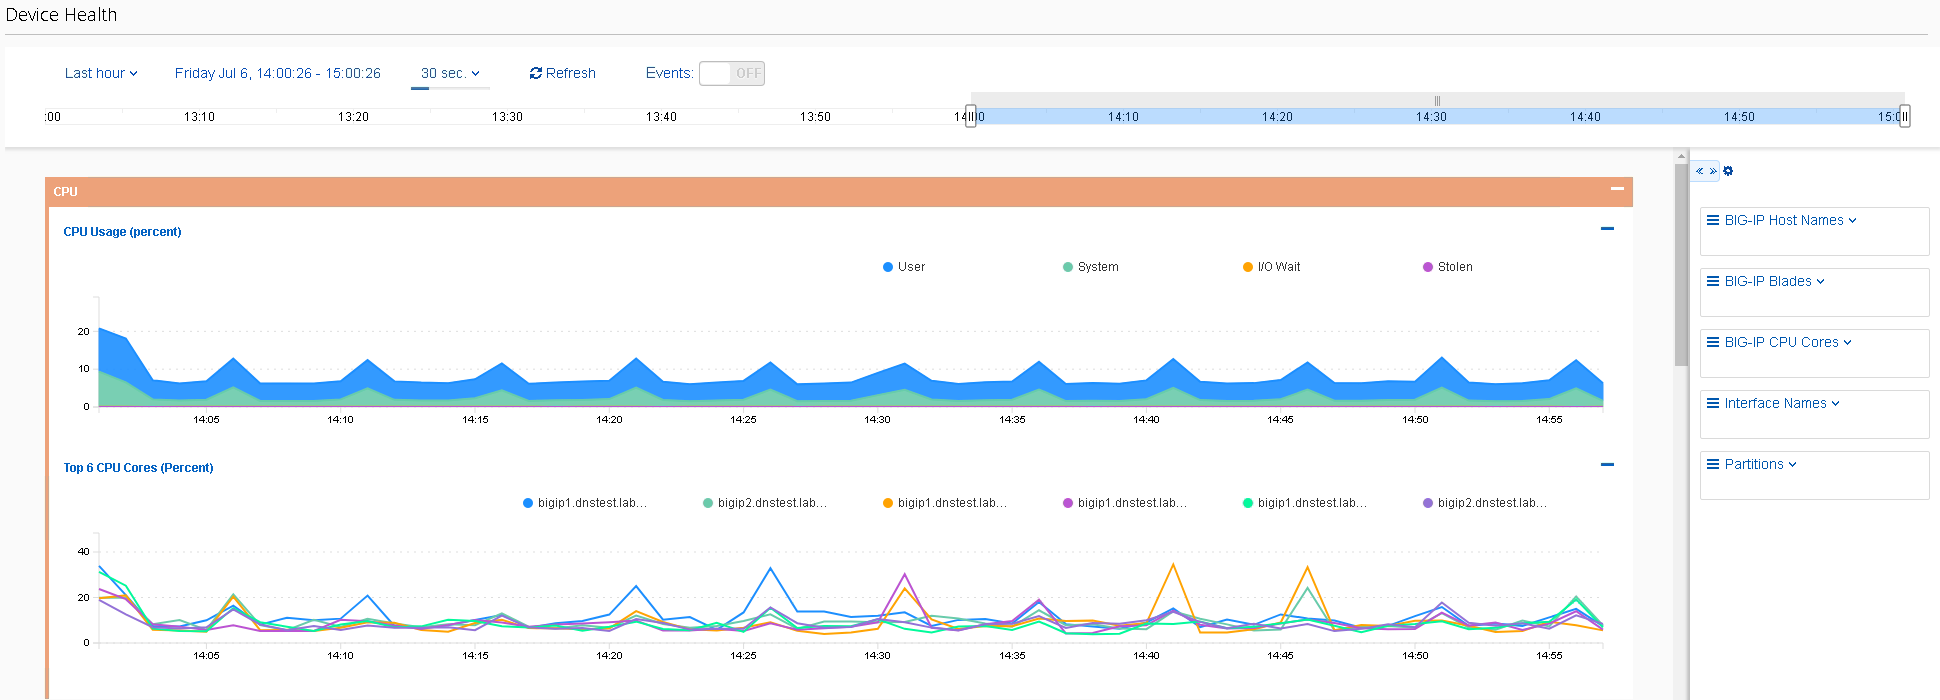 Device Health
Last hour Friday Jul 6, 14:00:26 - 15:00:26 30 sec. Refresh Events: OFF
:00 13:10 13:20 13:30 13:40 13:50 14:00 14:10 14:20 14:30 14:40 14:50 15:0
CPU
CPU Usage (percent)
User System I/O Wait Stolen
20
10
0
14:05 14:10 14:15 14:20 14:25 14:30 14:35 14:40 14:45 14:50 14:55
Top 6 CPU Cores (Percent)
bigip1.dnstest.lab... bigip2.dnstest.lab... bigip1.dnstest.lab... bigip1.dnstest.lab... bigip1.dnstest.lab... bigip2.dnstest.lab...
40
20
0
14:05 14:10 14:15 14:20 14:25 14:30 14:35 14:40 14:45 14:50 14:55
« »
BIG-IP Host Names
BIG-IP Blades
BIG-IP CPU Cores
Interface Names
Partitions